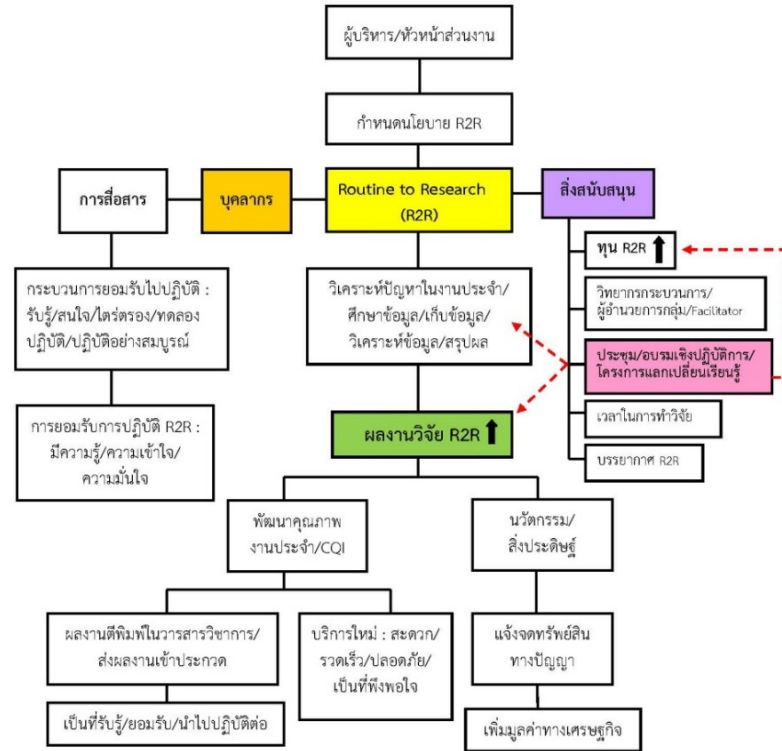 ผู้บริหาร/หัวหน้าส่วนงาน
กำหนดนโยบาย R2R
การสื่อสาร
บุคลากร
Routine to Research
(R2R)
สิ่งสนับสนุน
กระบวนการยอมรับไปปฏิบัติ :
รับรู้/สนใจ/ไตร่ตรอง/ทดลอง
ปฏิบัติ/ปฏิบัติอย่างสมบูรณ์
การยอมรับการปฏิบัติ R2R :
มีความรู้/ความเข้าใจ/
ความมั่นใจ
วิเคราะห์ปัญหาในงานประจำ/
ศึกษาข้อมูล/เก็บข้อมูล/
วิเคราะห์ข้อมูล/สรุปผล
ทุน R2R
วิทยากรกระบวนการ/
ผู้อำนวยการกลุ่ม/Facilitator
ประชุม/อบรมเชิงปฏิบัติการ/
โครงการแลกเปลี่ยนเรียนรู้
เวลาในการทำวิจัย
บรรยากาศ R2R
ผลงานวิจัย R2R
พัฒนาคุณภาพ
งานประจำ/CQI
นวัตกรรม/
สิ่งประดิษฐ์
ผลงานตีพิมพ์ในวารสารวิชาการ/
ส่งผลงานเข้าประกวด
บริการใหม่ : สะดวก/
รวดเร็ว/ปลอดภัย/
เป็นที่พึงพอใจ
แจ้งจดทรัพย์สิน
ทางปัญญา
เป็นที่รับรู้/ยอมรับ/นำไปปฏิบัติต่อ
เพิ่มมูลค่าทางเศรษฐกิจ